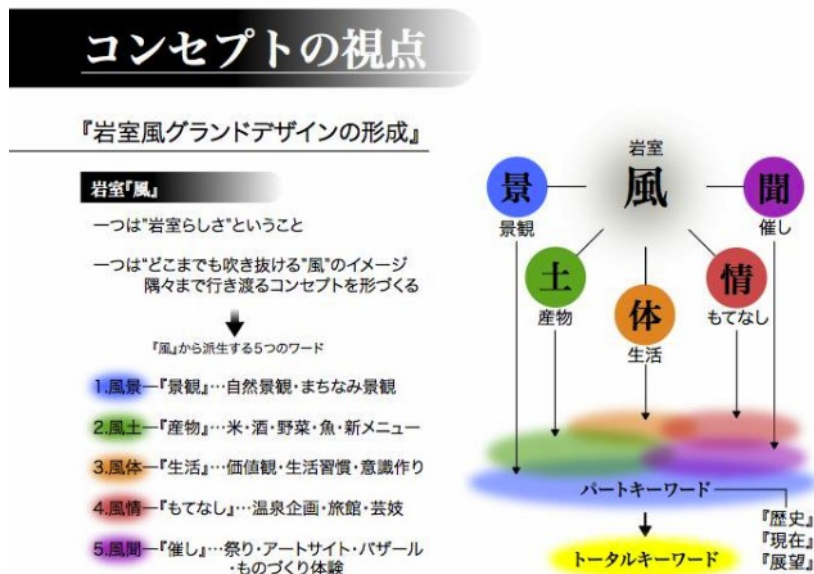 コンセプトの視点
『岩室風グランドデザインの形成』
岩室『風』
一つは"岩室らしさ"ということ
一つは"どこまでも吹き抜ける"風"のイメージ
隅々まで行き渡るコンセプトを形づくる
『風』から派生する5つのワード
1.風景―『景観』…自然景観・まちなみ景観
2.風土―『産物』…米・酒・野菜・魚・新メニュー
3.風体―『生活』…価値観・生活習慣・意識作り
4.風情―『もてなし』…温泉企画・旅館・芸妓
5.風聞―『催し』…祭り・アートサイト・バザール
・ものづくり体験
岩室
風
景
景観
聞
催し
土
産物
情
もてなし
体
生活
パートキーワード
『歴史』
『現在』
『展望』
トータルキーワード